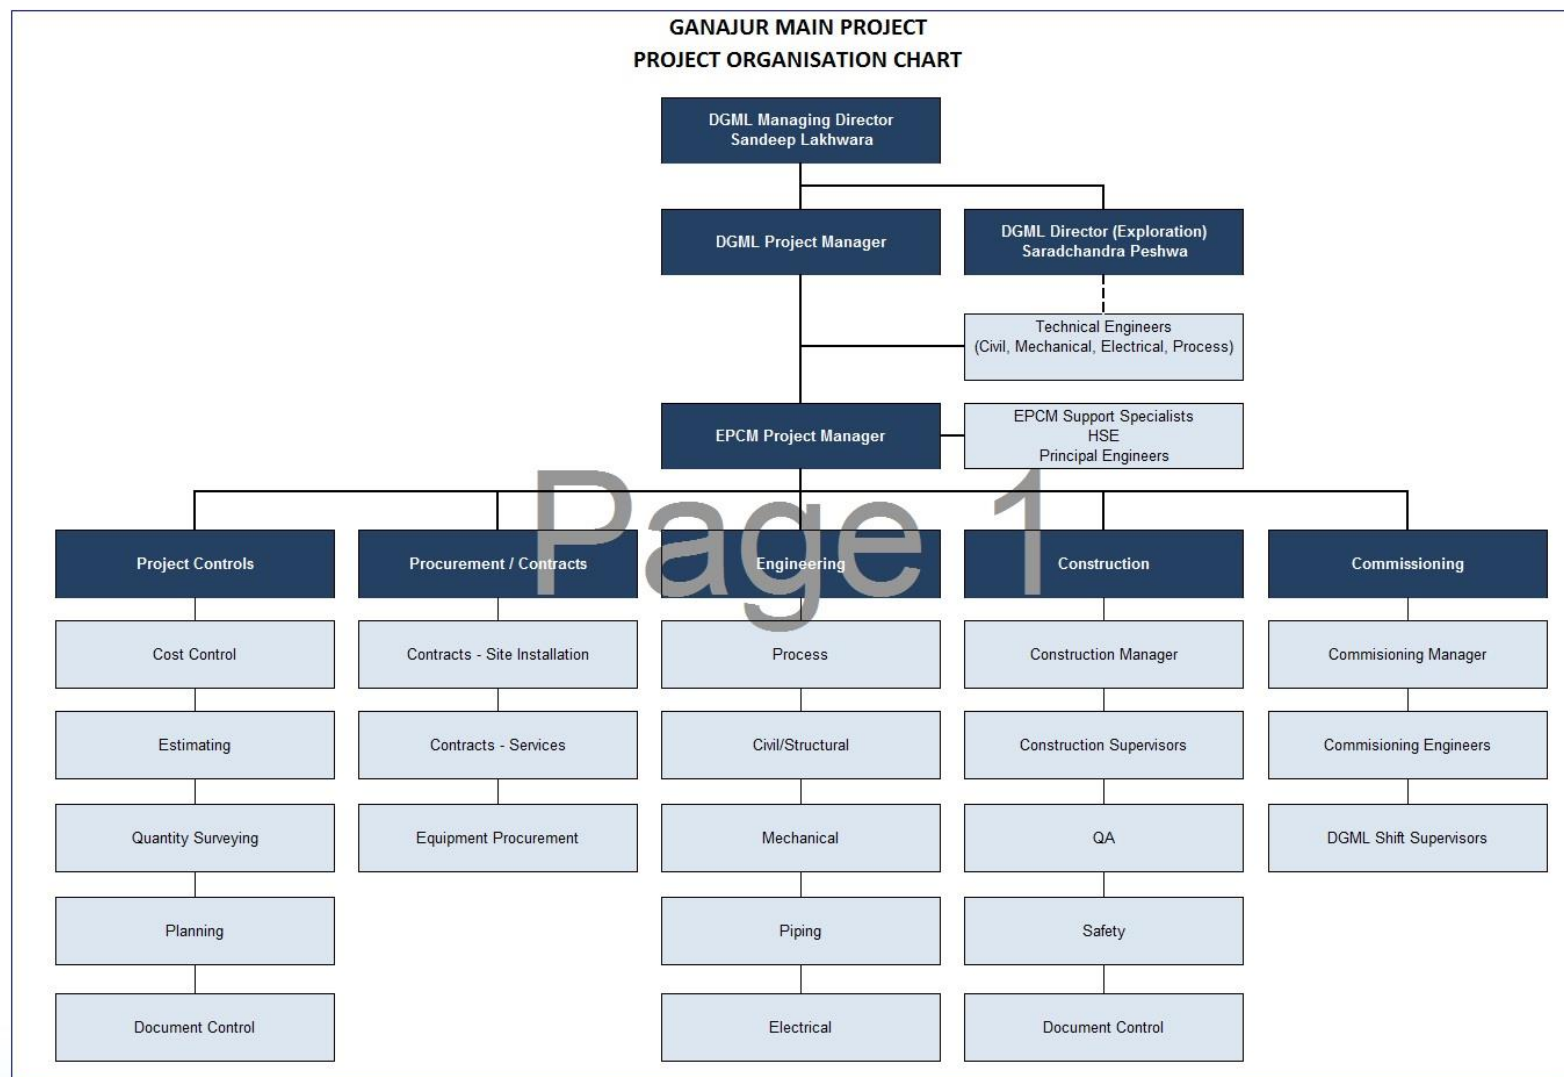 GANAJUR MAIN PROJECT
PROJECT ORGANISATION CHART
DGML Managing Director
Sandeep Lakhwara
DGML Project Manager
DGML Director (Exploration)
Saradchandra Peshwa
Technical Engineers
(Civil, Mechanical, Electrical, Process)
EPCM Project Manager
EPCM Support Specialists
HSE
Principal Engineers
Page 1
Project Controls
Procurement / Contracts
Engineering
Construction
Commissioning
Cost Control
Contracts - Site Installation
Process
Construction Manager
Commisioning Manager
Estimating
Contracts - Services
Civil/Structural
Construction Supervisors
Commisioning Engineers
Quantity Surveying
Equipment Procurement
Mechanical
QA
DGML Shift Supervisors
Planning
Piping
Safety
Document Control
Electrical
Document Control